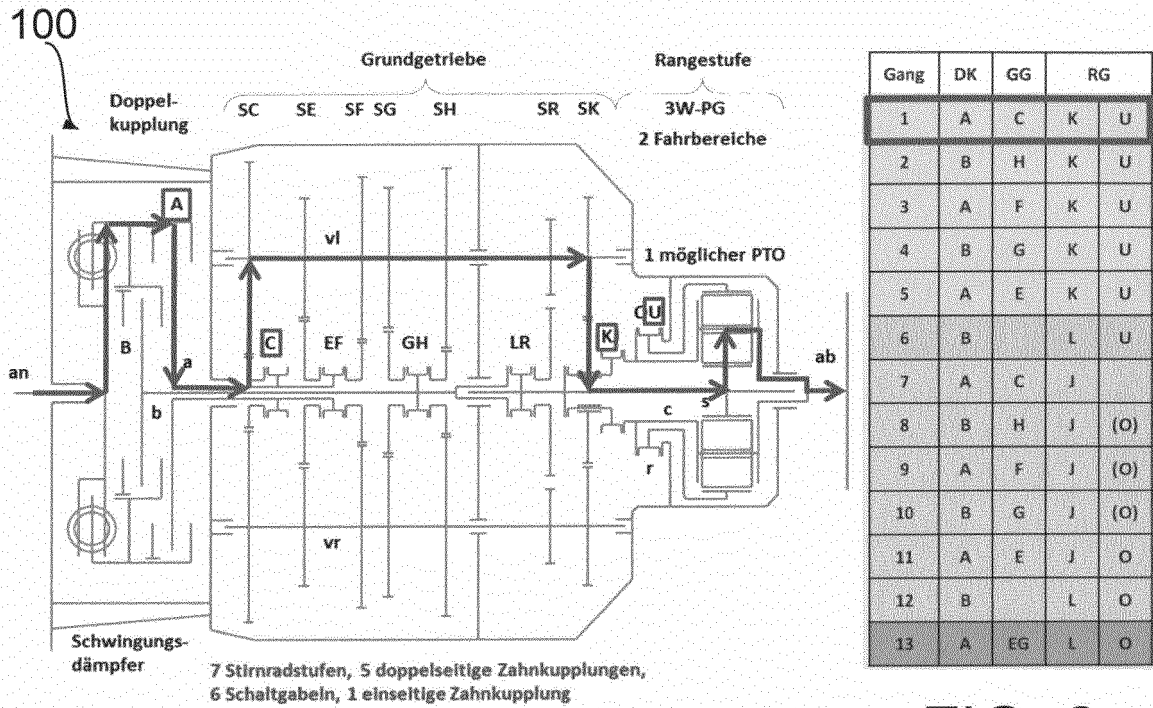 100
Grundgetriebe
Rangestufe
Doppel-
kupplung
SC SE SF SG SH SR SK
3W-PG
2 Fahrbereiche
A
vl
1 möglicher PTO
U
B
C
EF
GH
LR
K
an
a
ab
b
c
s
r
vr
Schwingungs-
dämpfer
7 Stirnradstufen, 5 doppelseitige Zahnkupplungen,
6 Schaltgabeln, 1 einseitige Zahnkupplung
Gang DK GG RG
1 A C K U
2 B H K U
3 A F K U
4 B G K U
5 A E K U
6 B L U
7 A C J
8 B H J (O)
9 A F J (O)
10 B G J (O)
11 A E J O
12 B L O
13 A EG L O